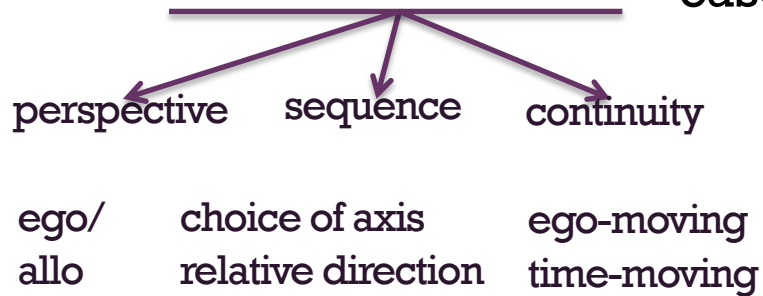 perspective sequence continuity
ego/ choice of axis ego-moving
allo relative direction time-moving